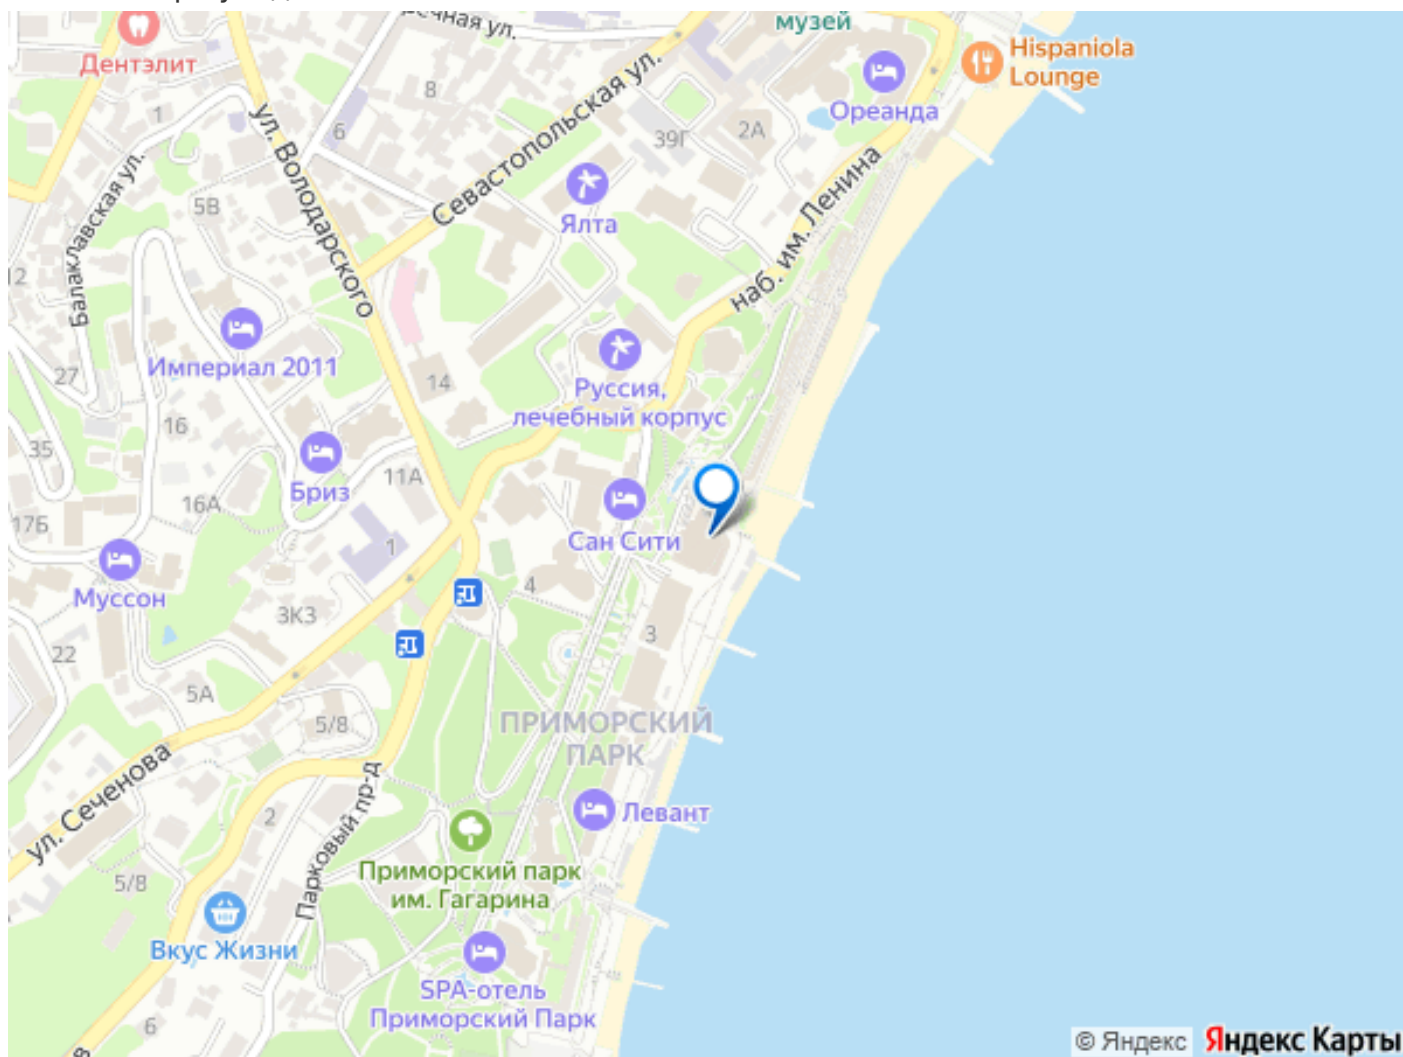 музей
Hispaniola
Lounge
Дентэлит
ул. Володарского
8
Севастопольская ул.
Ореанда
1
6
39Г
2А
Балаклавская ул.
5В
Ялта
наб. им. Ленина
12
Империал 2011
27
14
Руссия,
лечебный корпус
16
35
11А
Бриз
16А
17Б
Сан Сити
1
Муссон
4
3К3
3
22
5А
5/8
ПРИМОРСКИЙ
ПАРК
ул. Сеченова
Парковый пр-д
2
Левант
Приморский парк
им. Гагарина
5/8
Вкус Жизни
SPA-отель
Приморский Парк
6
© Яндекс Яндекс Карты